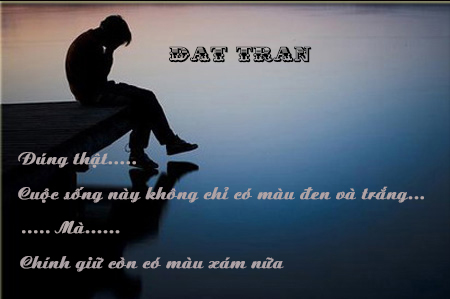 ĐAT TRAN
Đúng thật.....
Cuộc sống này không chỉ có màu đen và trắng...
..... Mà......
Chính giữ còn có màu xám nữa